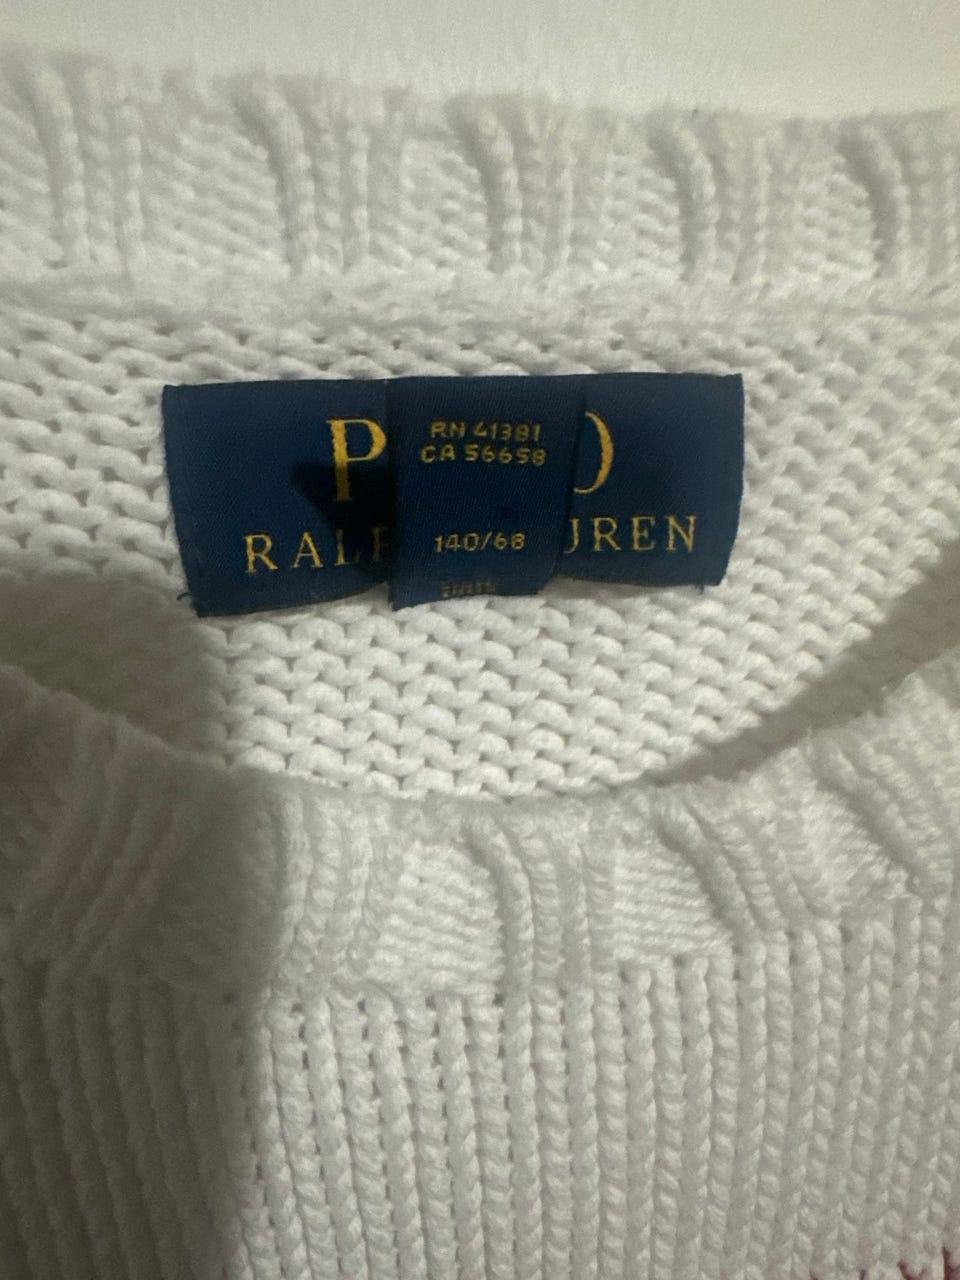 P O
RN 41381
CA 56658
RAL UREN
140/68